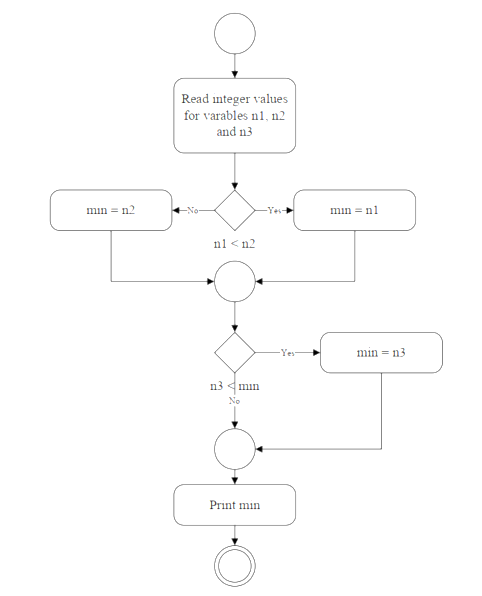 Read integer values
for varables n1, n2
and n3
min = n2
No
Yes
min = n1
n1 < n2
Yes
min = n3
n3 < min
No
Print min